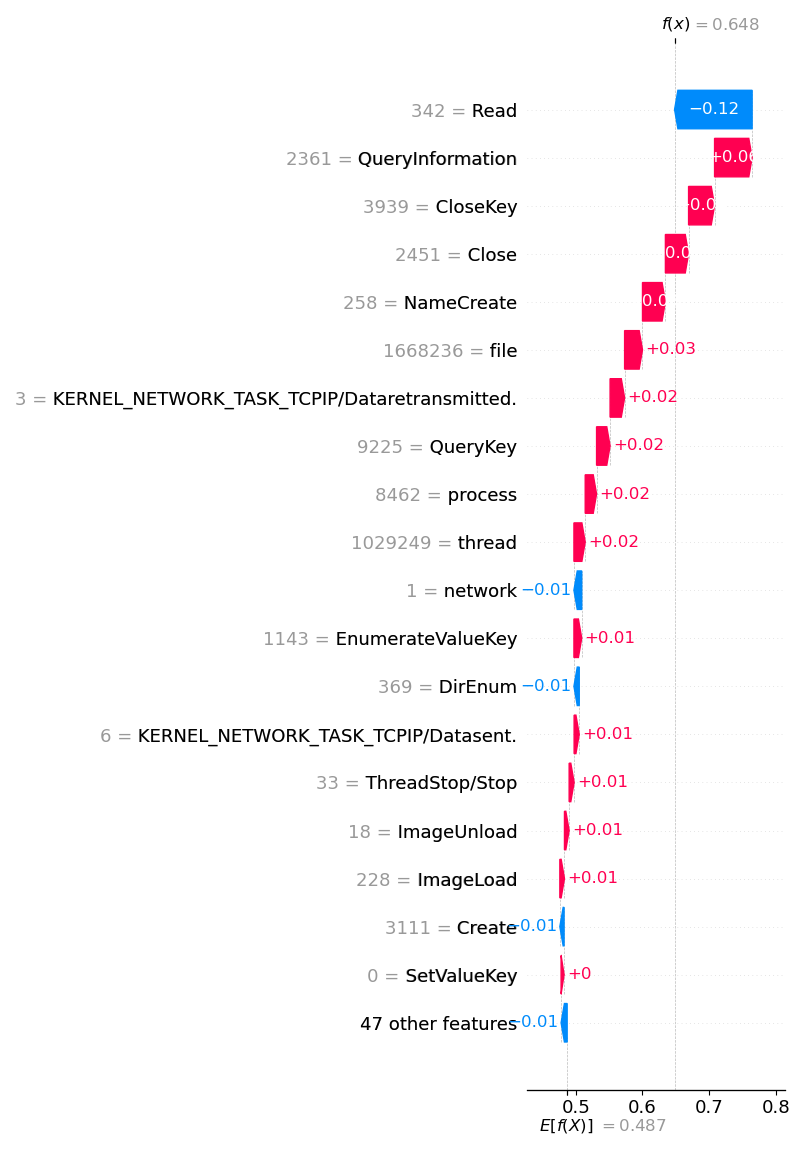 f(x) = 0.648
342 = Read
−0.12
2361 = QueryInformation
+0.06
3939 = CloseKey
2451 = Close
258 = NameCreate
1668236 = file
+0.03
3 = KERNEL_NETWORK_TASK_TCPIP/Dataretransmitted.
+0.02
9225 = QueryKey
+0.02
8462 = process
+0.02
1029249 = thread
+0.02
1 = network
−0.01
1143 = EnumerateValueKey
+0.01
369 = DirEnum
−0.01
6 = KERNEL_NETWORK_TASK_TCPIP/Datasent.
+0.01
33 = ThreadStop/Stop
+0.01
18 = ImageUnload
+0.01
228 = ImageLoad
+0.01
3111 = Create
−0.01
0 = SetValueKey
+0
47 other features
−0.01
0.5 0.6 0.7 0.8
E[f(X)] = 0.487